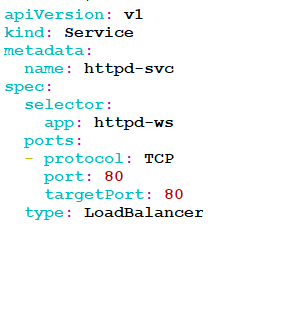 apiVersion: v1
kind: Service
metadata:
  name: httpd-svc
spec:
  selector:
    app: httpd-ws
  ports:
  - protocol: TCP
    port: 80
    targetPort: 80
  type: LoadBalancer